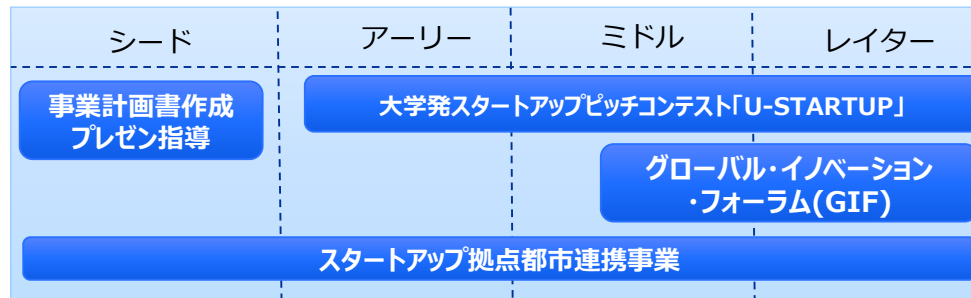 シード
アーリー
ミドル
レイター
事業計画書作成
プレゼン指導
大学発スタートアップピッチコンテスト「U-STARTUP」
グローバル・イノベーション
・フォーラム(GIF)
スタートアップ拠点都市連携事業